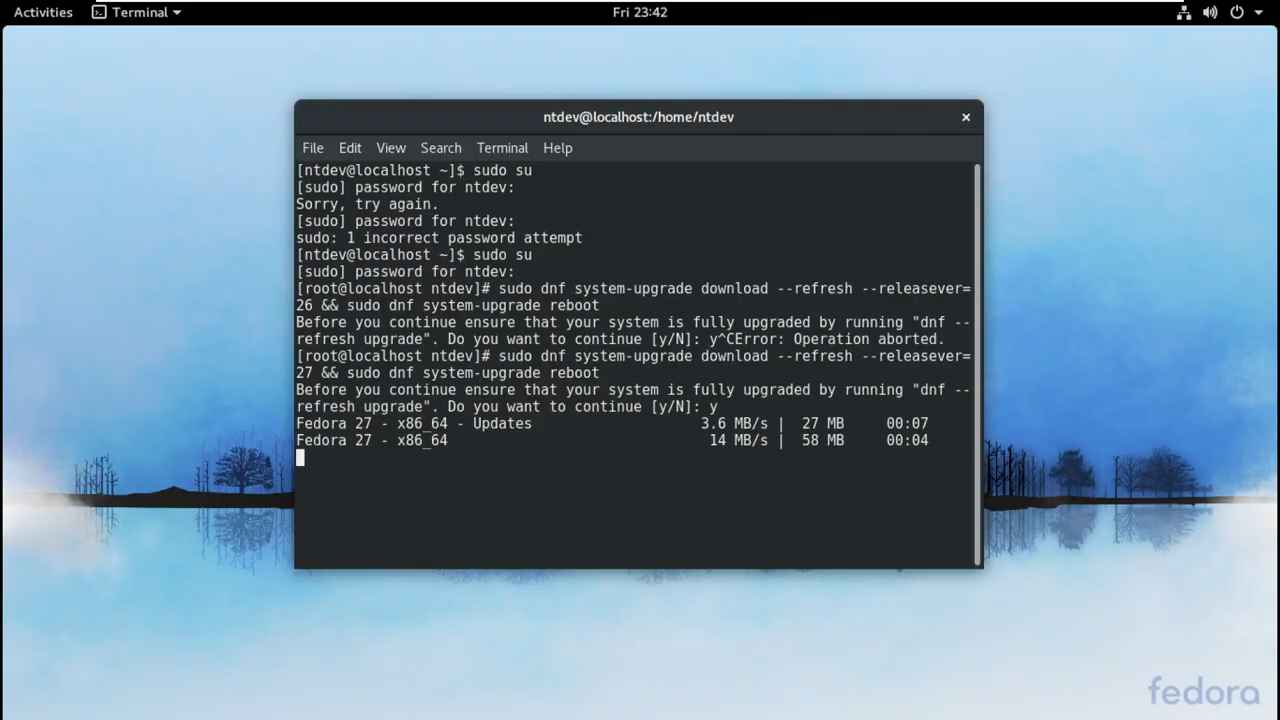 Activities Terminal Fri 23:42
ntdev@localhost:/home/ntdev ×
File Edit View Search Terminal Help
[ntdev@localhost ~]$ sudo su
[sudo] password for ntdev:
Sorry, try again.
[sudo] password for ntdev:
sudo: 1 incorrect password attempt
[ntdev@localhost ~]$ sudo su
[sudo] password for ntdev:
[root@localhost ntdev]# sudo dnf system-upgrade download --refresh --releasever=
26 && sudo dnf system-upgrade reboot
Before you continue ensure that your system is fully upgraded by running "dnf --
refresh upgrade". Do you want to continue [y/N]: y^CError: Operation aborted.
[root@localhost ntdev]# sudo dnf system-upgrade download --refresh --releasever=
27 && sudo dnf system-upgrade reboot
Before you continue ensure that your system is fully upgraded by running "dnf --
refresh upgrade". Do you want to continue [y/N]: y
Fedora 27 - x86_64 - Updates 3.6 MB/s | 27 MB 00:07
Fedora 27 - x86_64 14 MB/s | 58 MB 00:04
fedora